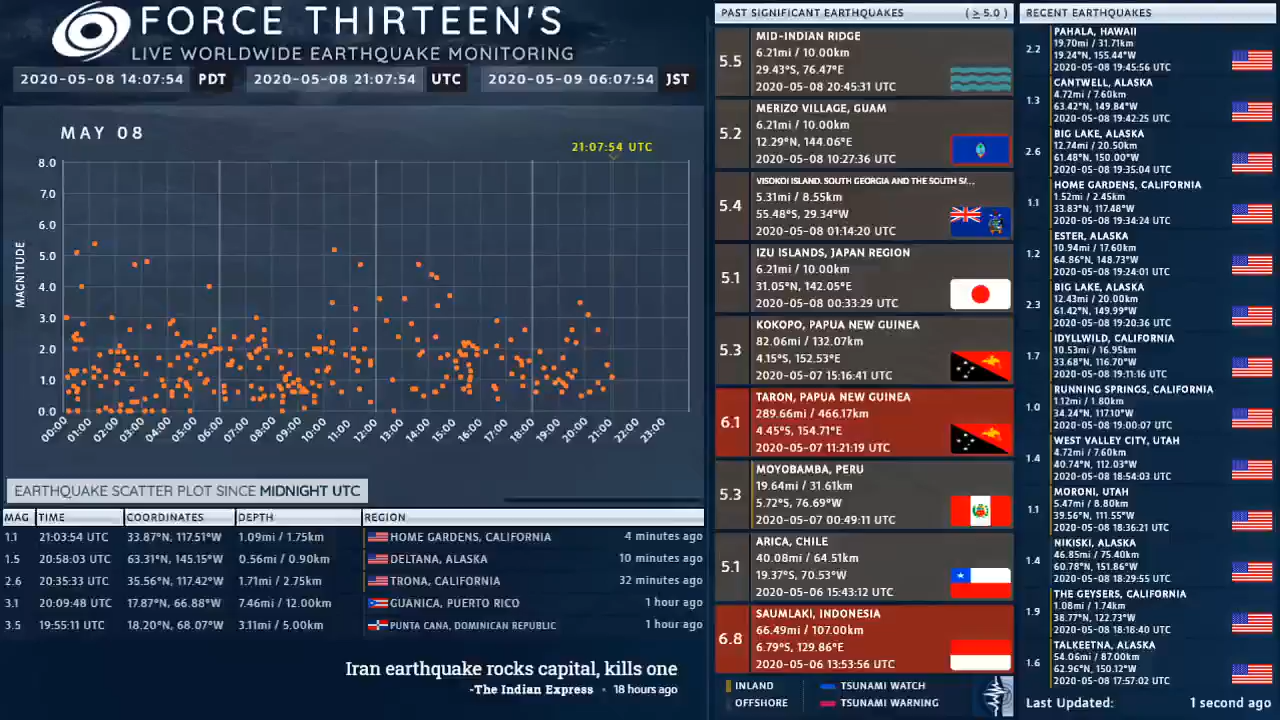 FORCE THIRTEEN'S
LIVE WORLDWIDE EARTHQUAKE MONITORING
2020-05-08 14:07:54 PDT 2020-05-08 21:07:54 UTC 2020-05-09 06:07:54 JST
MAY 08
21:07:54 UTC
MAGNITUDE
8.0
7.0
6.0
5.0
4.0
3.0
2.0
1.0
0.0
00:00 01:00 02:00 03:00 04:00 05:00 06:00 07:00 08:00 09:00 10:00 11:00 12:00 13:00 14:00 15:00 16:00 17:00 18:00 19:00 20:00 21:00 22:00 23:00
EARTHQUAKE SCATTER PLOT SINCE MIDNIGHT UTC
MAG TIME COORDINATES DEPTH REGION
1.1 21:03:54 UTC 33.87°N, 117.51°W 1.09mi / 1.75km HOME GARDENS, CALIFORNIA 4 minutes ago
1.5 20:58:03 UTC 63.31°N, 145.15°W 0.56mi / 0.90km DELTANA, ALASKA 10 minutes ago
2.6 20:35:33 UTC 35.56°N, 117.42°W 1.71mi / 2.75km TRONA, CALIFORNIA 32 minutes ago
3.1 20:09:48 UTC 17.87°N, 66.88°W 7.46mi / 12.00km GUANICA, PUERTO RICO 1 hour ago
3.5 19:55:11 UTC 18.20°N, 68.07°W 3.11mi / 5.00km PUNTA CANA, DOMINICAN REPUBLIC 1 hour ago
Iran earthquake rocks capital, kills one
-The Indian Express • 18 hours ago
PAST SIGNIFICANT EARTHQUAKES (≥ 5.0)
5.5
MID-INDIAN RIDGE
6.21mi / 10.00km
29.43°S, 76.47°E
2020-05-08 20:45:31 UTC
5.2
MERIZO VILLAGE, GUAM
6.21mi / 10.00km
12.29°N, 144.06°E
2020-05-08 10:27:36 UTC
5.4
VISOKOI ISLAND, SOUTH GEORGIA AND THE SOUTH S/...
5.31mi / 8.55km
55.48°S, 29.34°W
2020-05-08 01:14:20 UTC
5.1
IZU ISLANDS, JAPAN REGION
6.21mi / 10.00km
31.05°N, 142.05°E
2020-05-08 00:33:29 UTC
5.3
KOKOPO, PAPUA NEW GUINEA
82.06mi / 132.07km
4.15°S, 152.53°E
2020-05-07 15:16:41 UTC
6.1
TARON, PAPUA NEW GUINEA
289.66mi / 466.17km
4.45°S, 154.71°E
2020-05-07 11:21:19 UTC
5.3
MOYOBAMBA, PERU
19.64mi / 31.61km
5.72°S, 76.69°W
2020-05-07 00:49:11 UTC
5.1
ARICA, CHILE
40.08mi / 64.51km
19.37°S, 70.53°W
2020-05-06 15:43:12 UTC
6.8
SAUMLAKI, INDONESIA
66.49mi / 107.00km
6.79°S, 129.86°E
2020-05-06 13:53:56 UTC
INLAND TSUNAMI WATCH
OFFSHORE TSUNAMI WARNING
RECENT EARTHQUAKES
2.2
PAHALA, HAWAII
19.70mi / 31.71km
19.24°N, 155.44°W
2020-05-08 19:45:56 UTC
1.3
CANTWELL, ALASKA
4.72mi / 7.60km
63.42°N, 149.84°W
2020-05-08 19:42:25 UTC
2.6
BIG LAKE, ALASKA
12.74mi / 20.50km
61.48°N, 150.00°W
2020-05-08 19:35:04 UTC
1.1
HOME GARDENS, CALIFORNIA
1.52mi / 2.45km
33.83°N, 117.48°W
2020-05-08 19:34:24 UTC
1.2
ESTER, ALASKA
10.94mi / 17.60km
64.86°N, 148.73°W
2020-05-08 19:24:01 UTC
2.3
BIG LAKE, ALASKA
12.43mi / 20.00km
61.42°N, 149.99°W
2020-05-08 19:20:36 UTC
1.7
IDYLLWILD, CALIFORNIA
10.53mi / 16.95km
33.68°N, 116.70°W
2020-05-08 19:11:16 UTC
1.0
RUNNING SPRINGS, CALIFORNIA
1.12mi / 1.80km
34.24°N, 117.10°W
2020-05-08 19:00:07 UTC
1.4
WEST VALLEY CITY, UTAH
4.72mi / 7.60km
40.74°N, 112.03°W
2020-05-08 18:54:03 UTC
1.1
MORONI, UTAH
5.47mi / 8.80km
39.56°N, 111.55°W
2020-05-08 18:36:21 UTC
1.4
NIKISKI, ALASKA
46.85mi / 75.40km
60.78°N, 151.86°W
2020-05-08 18:29:55 UTC
1.9
THE GEYSERS, CALIFORNIA
1.08mi / 1.74km
38.77°N, 122.73°W
2020-05-08 18:18:40 UTC
1.6
TALKEETNA, ALASKA
54.06mi / 87.00km
62.96°N, 150.12°W
2020-05-08 17:57:02 UTC
Last Updated: 1 second ago